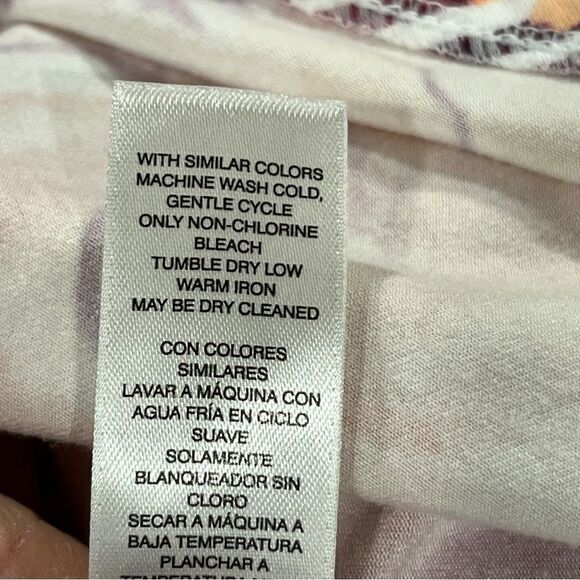 WITH SIMILAR COLORS
MACHINE WASH COLD,
GENTLE CYCLE
ONLY NON-CHLORINE
BLEACH
TUMBLE DRY LOW
WARM IRON
MAY BE DRY CLEANED
CON COLORES
SIMILARES
LAVAR A MÁQUINA CON
AGUA FRÍA EN CICLO
SUAVE
SOLAMENTE
BLANQUEADOR SIN
CLORO
SECAR A MÁQUINA A
BAJA TEMPERATURA
PLANCHAR A